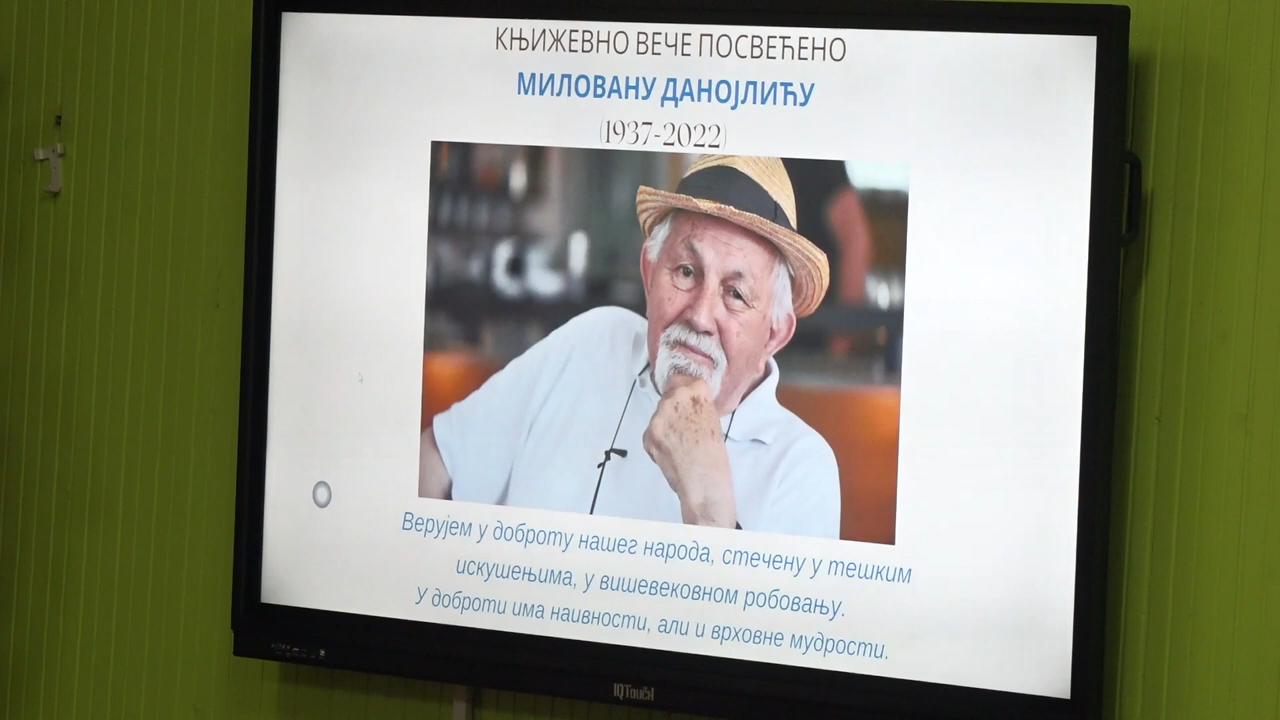 КЊИЖЕВНО ВЕЧЕ ПОСВЕЋЕНО
МИЛОВАНУ ДАНОЈЛИЋУ
(1937-2022)
Верујем у доброту нашег народа, стечену у тешким
искушењима, у вишевековном робовању.
У доброти има наивности, али и врховне мудрости.
IQTouch